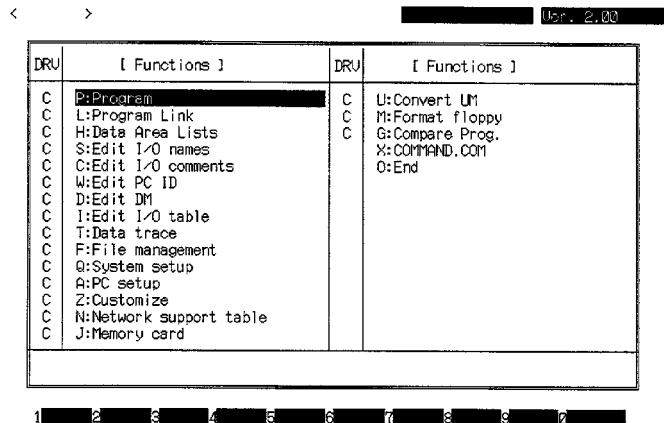 < >
Ver. 2.00
DRV [ Functions ] DRV [ Functions ]
C P:Program
C L:Program Link
C H:Data Area Lists
C S:Edit I/O names
C C:Edit I/O comments
C W:Edit PC ID
C D:Edit DM
C I:Edit I/O table
C T:Data trace
C F:File management
C Q:System setup
C A:PC setup
C Z:Customize
C N:Network support table
C J:Memory card
C U:Convert UM
C M:Format floppy
C G:Compare Prog.
X:COMMAND.COM
O:End
1 2 3 4 5 6 7 8 9 0